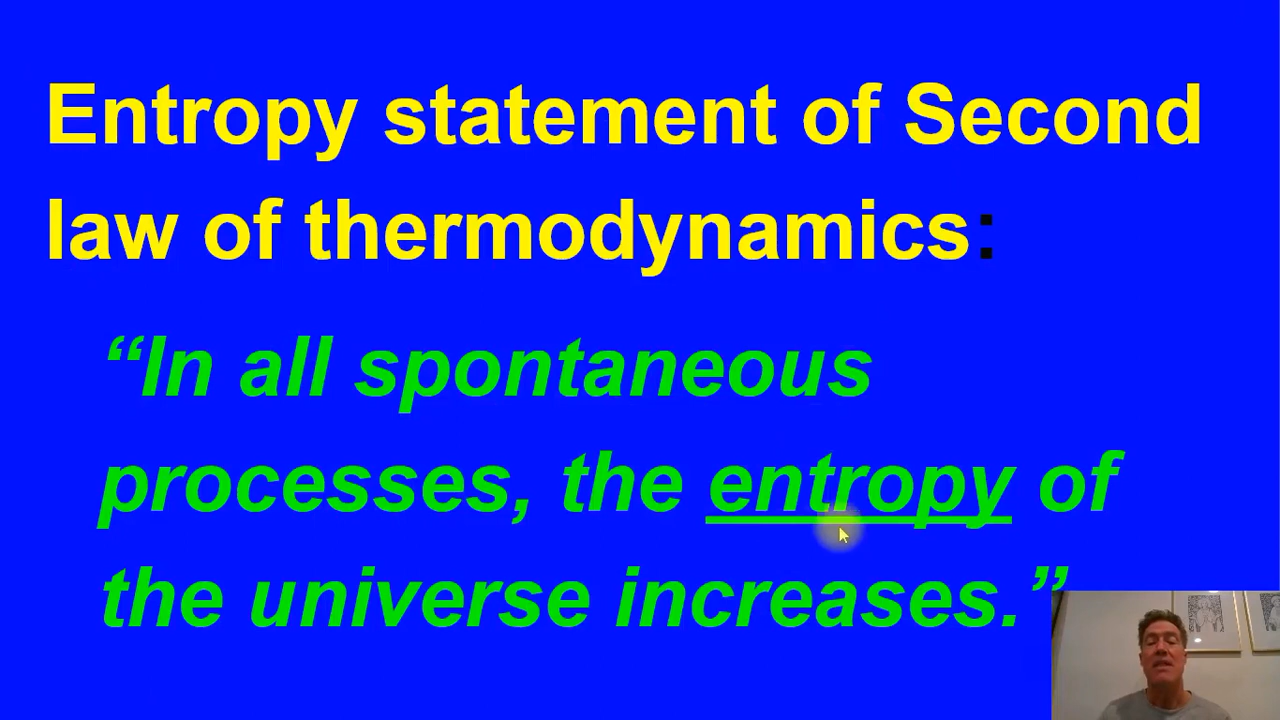 Entropy statement of Second
law of thermodynamics:
“In all spontaneous
processes, the entropy of
the universe increases.”